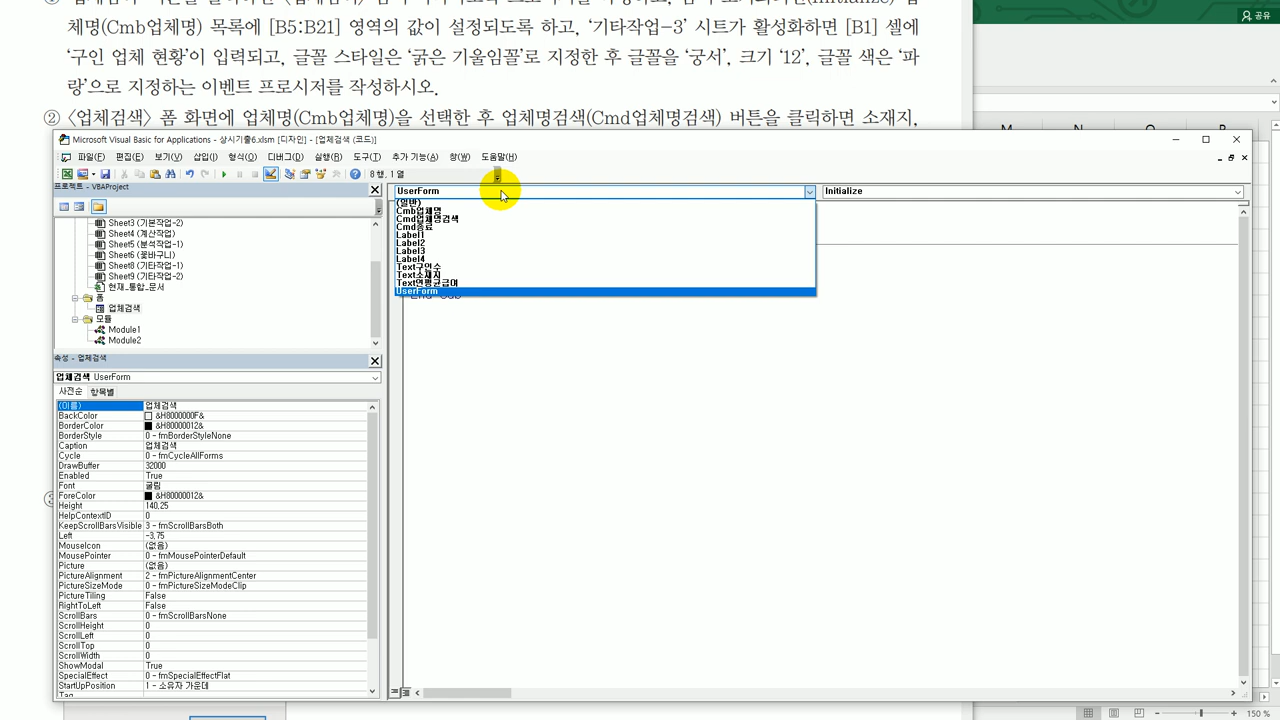 체명(Cmb업체명) 목록에 [B5:B21] 영역의 값이 설정되도록 하고, ‘기타작업-3’ 시트가 활성화하면 [B1] 셀에
‘구인 업체 현황’이 입력되고, 글꼴 스타일은 ‘굵은 기울임꼴’로 지정한 후 글꼴을 ‘궁서’, 크기 ‘12’, 글꼴 색은 ‘파
랑’으로 지정하는 이벤트 프로시저를 작성하시오.
② 〈업체검색〉 폼 화면에 업체명(Cmb업체명)을 선택한 후 업체명검색(Cmd업체명검색) 버튼을 클릭하면 소재지,
공유
Microsoft Visual Basic for Applications - 상시기출6.xlsm [디자인] - [업체검색 (코드)]
파일(F) 편집(E) 보기(V) 삽입(I) 형식(O) 디버그(D) 실행(R) 도구(T) 추가 기능(A) 창(W) 도움말(H)
8 행, 1 열
프로젝트 - VBAProject
Sheet3 (기본작업-2)
Sheet4 (계산작업)
Sheet5 (분석작업-1)
Sheet6 (꽃바구니)
Sheet8 (기타작업-1)
Sheet9 (기타작업-2)
현재_통합_문서
폼
업체검색
모듈
Module1
Module2
UserForm Initialize
(일반)
Cmb업체명
Cmd업체명검색
Cmd종료
Label1
Label2
Label3
Label4
Text구인수
Text소재지
Text연평균급여
UserForm
End Sub
속성 - 업체검색
업체검색 UserForm
사전순 항목별
(이름) 업체검색
BackColor &H8000000F&
BorderColor &H80000012&
BorderStyle 0 - fmBorderStyleNone
Caption 업체검색
Cycle 0 - fmCycleAllForms
DrawBuffer 32000
Enabled True
Font 굴림
ForeColor &H80000012&
Height 140,25
HelpContextID 0
KeepScrollBarsVisible 3 - fmScrollBarsBoth
Left -3,75
MouseIcon (없음)
MousePointer 0 - fmMousePointerDefault
Picture (없음)
PictureAlignment 2 - fmPictureAlignmentCenter
PictureSizeMode 0 - fmPictureSizeModeClip
PictureTiling False
RightToLeft False
ScrollBars 0 - fmScrollBarsNone
ScrollHeight 0
ScrollLeft 0
ScrollTop 0
ScrollWidth 0
ShowModal True
SpecialEffect 0 - fmSpecialEffectFlat
StartUpPosition 1 - 소유자 가운데
150 %